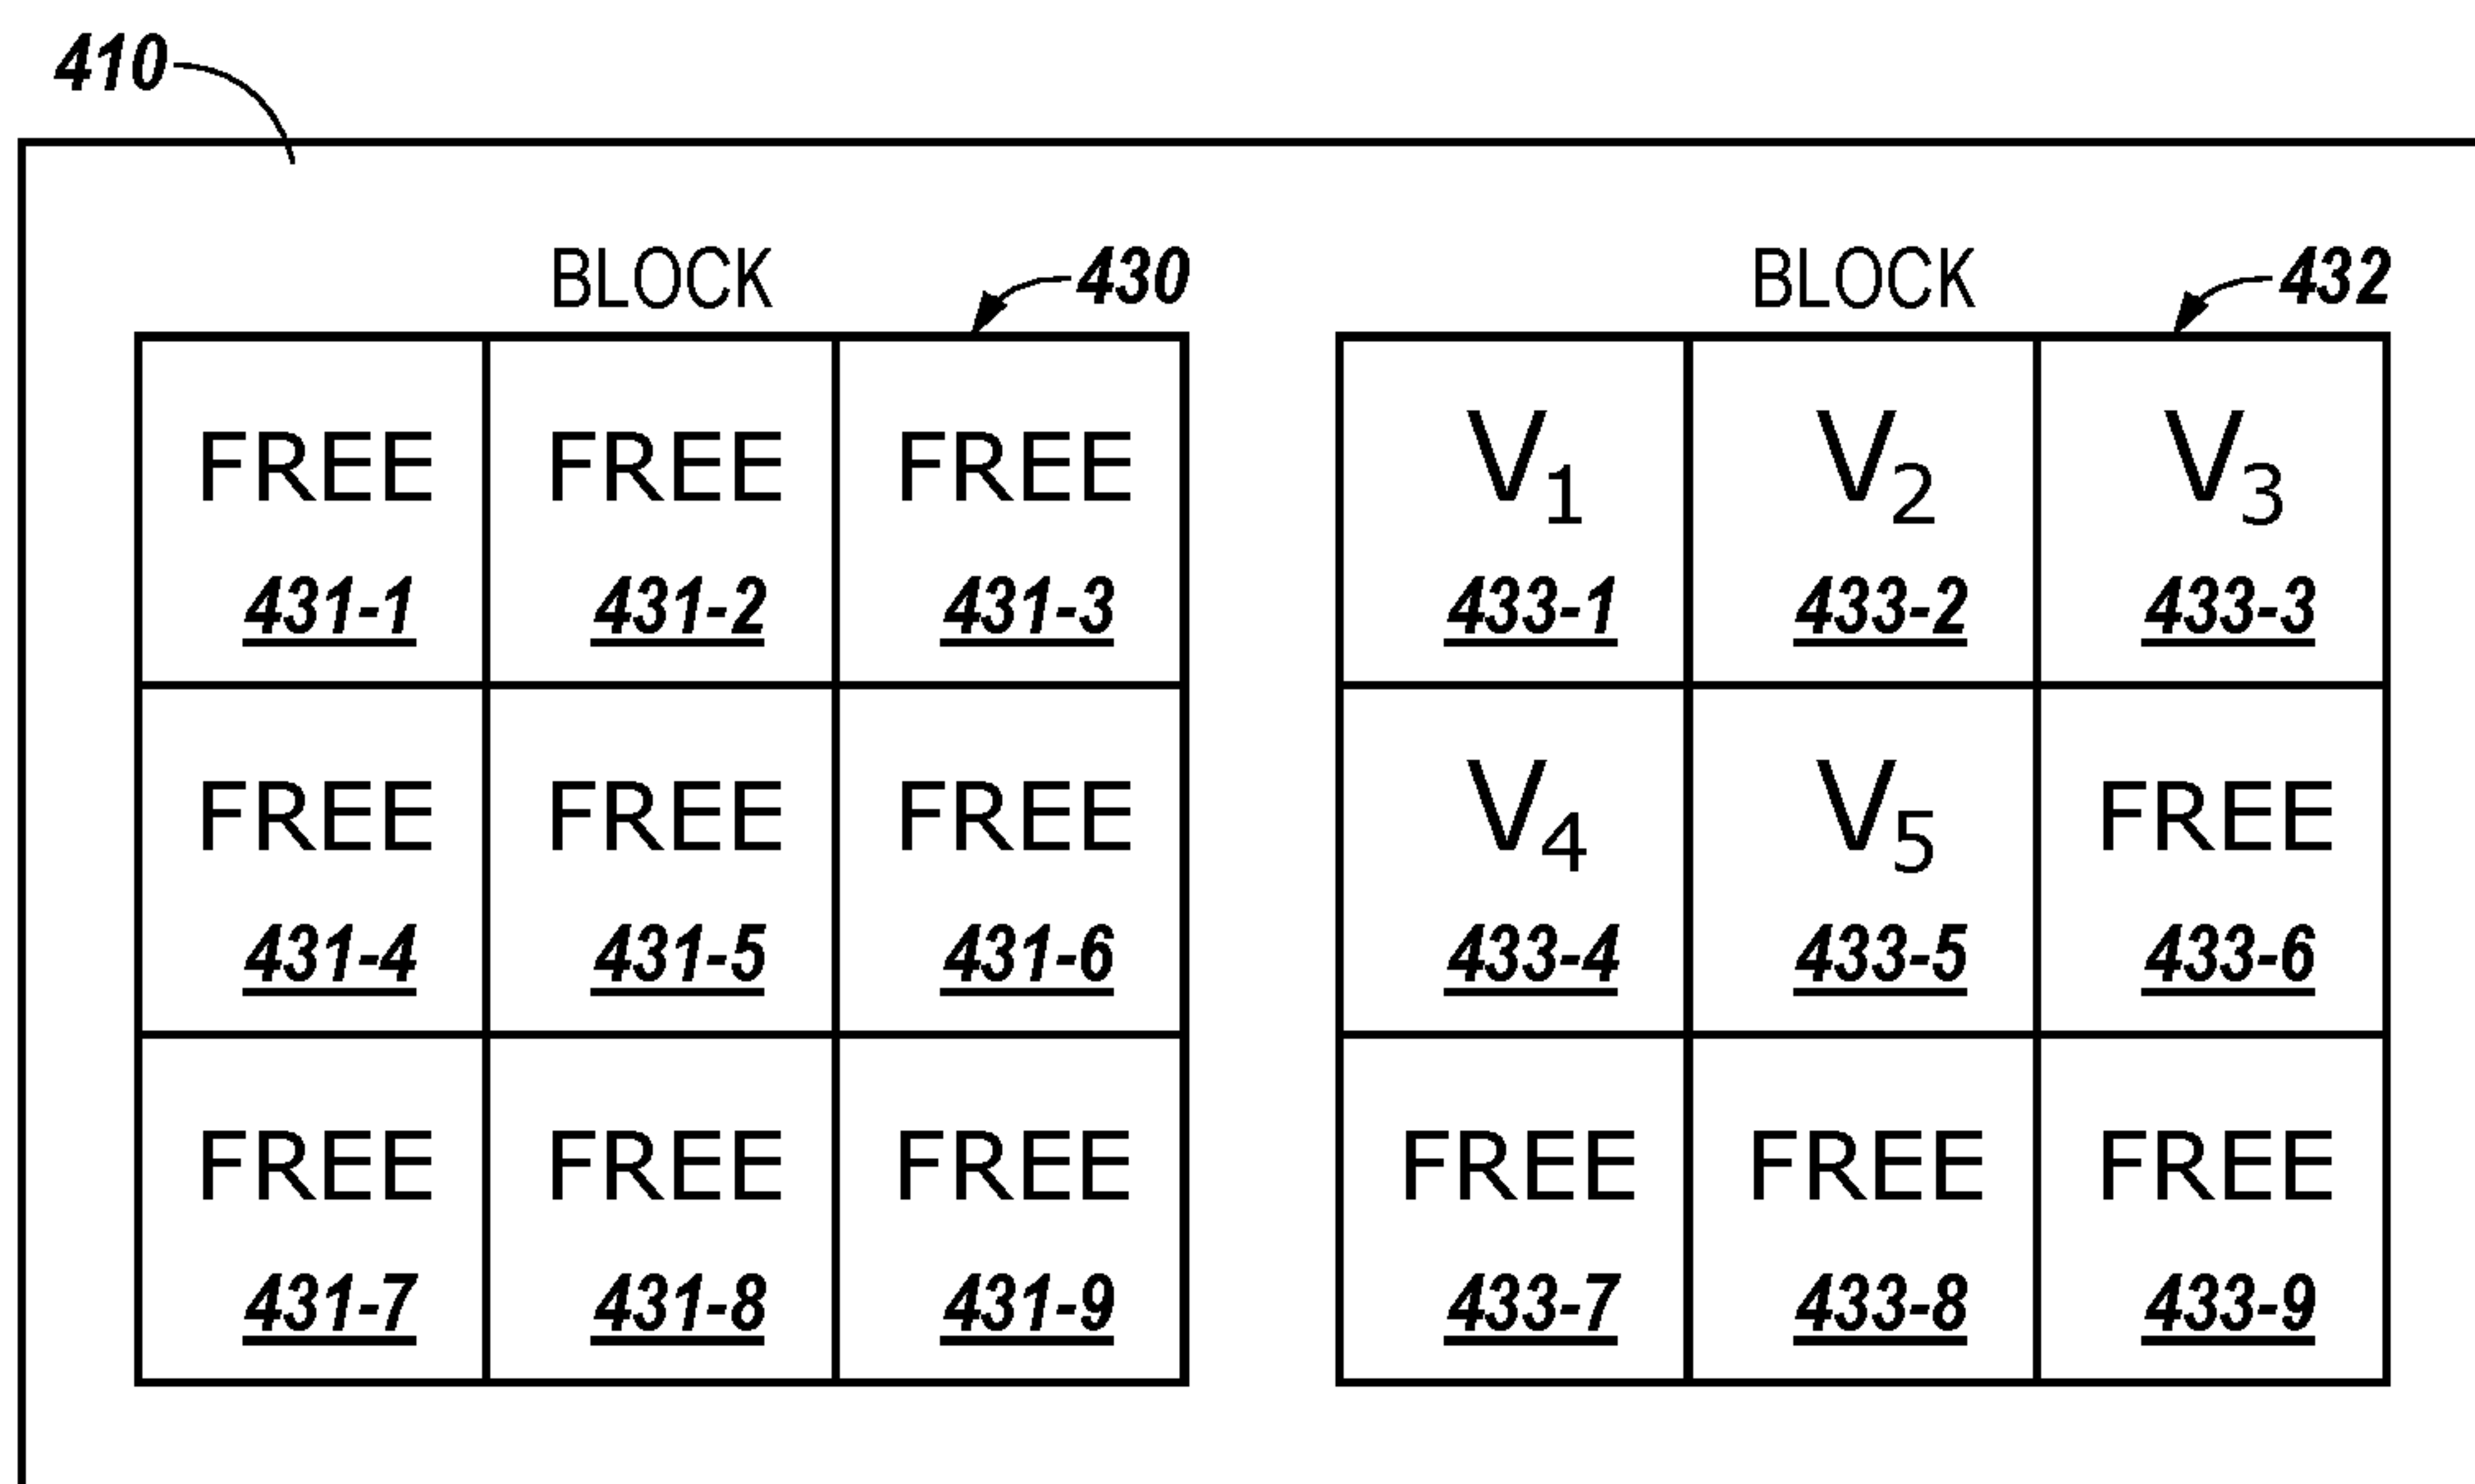 410
BLOCK 430 BLOCK 432
FREE FREE FREE V1 V2 V3
431-1 431-2 431-3 433-1 433-2 433-3
FREE FREE FREE V4 V5 FREE
431-4 431-5 431-6 433-4 433-5 433-6
FREE FREE FREE FREE FREE FREE
431-7 431-8 431-9 433-7 433-8 433-9